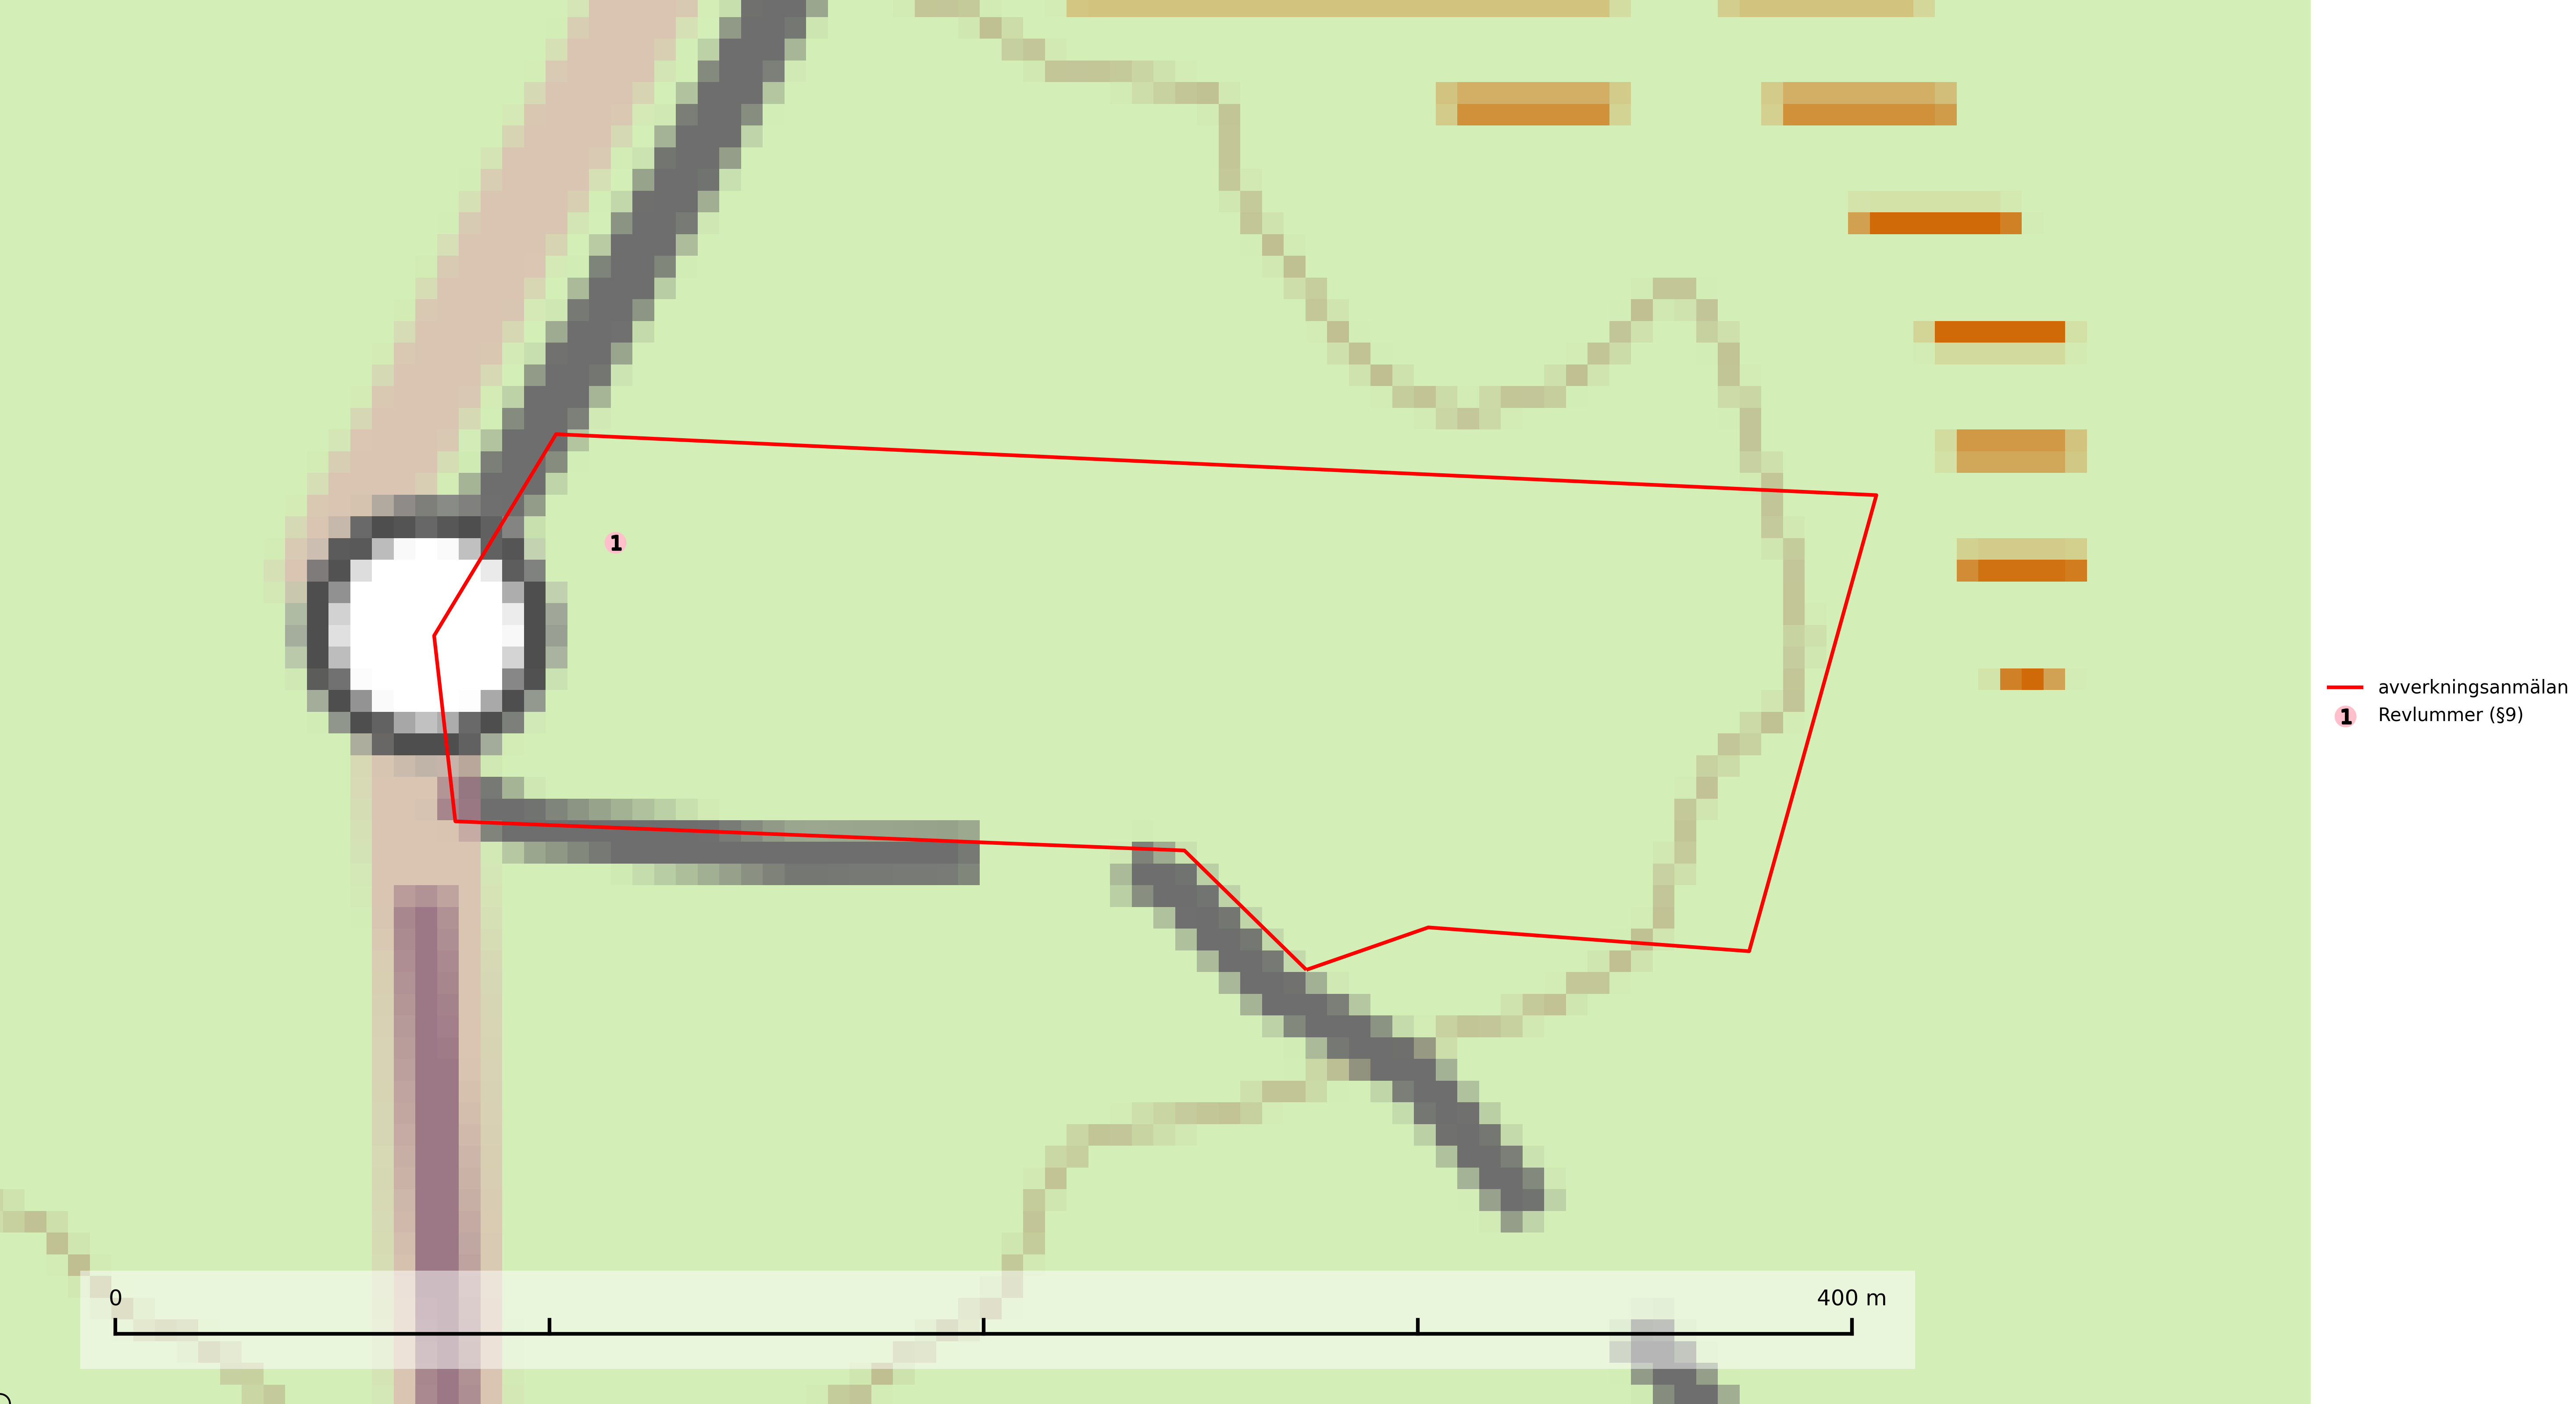 1
avverkningsanmälan
1 Revlummer (§9)
0 400 m